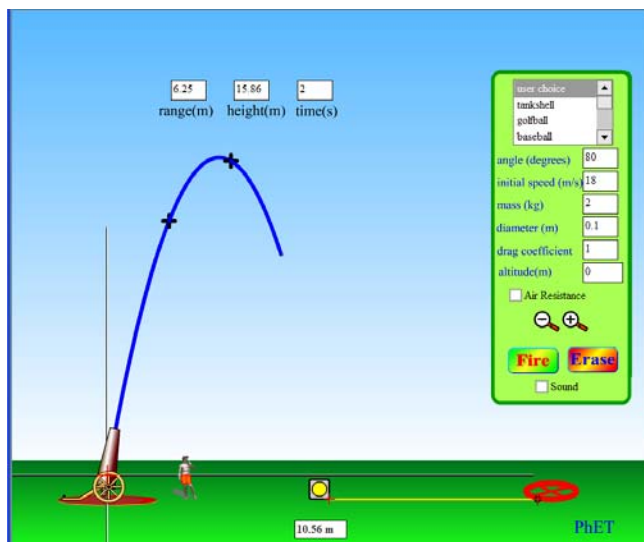 6.25 15.86 2
range(m) height(m) time(s)
user choice
tankshell
golfball
baseball
angle (degrees) 80
initial speed (m/s) 18
mass (kg) 2
diameter (m) 0.1
drag coefficient 1
altitude(m) 0
Air Resistance
Fire Erase
Sound
10.56 m
PhET